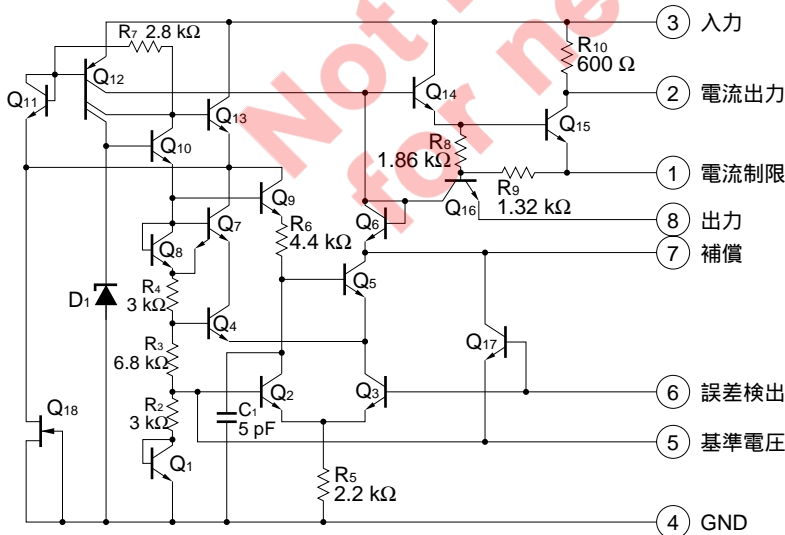 R7 2.8 kΩ
3 入力
Q12
R10
600 Ω
Q11
Q14
2 電流出力
Q13
Q15
Q10
R8
1.86 kΩ
1 電流制限
Q9
R9
1.32 kΩ
Q16
8 出力
R6
4.4 kΩ
Q6
Q8
Q7
7 補償
Q5
R4
3 kΩ
D1
Q4
Q17
R3
6.8 kΩ
Q2
Q3
6 誤差検出
Q18
R2
3 kΩ
C1
5 pF
5 基準電圧
Q1
R5
2.2 kΩ
4 GND
Not
for ne